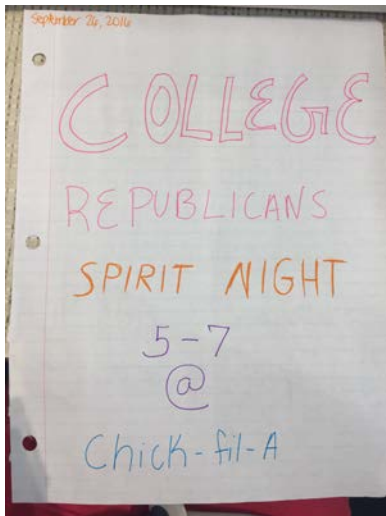 September 26, 2016
COLLEGE
REPUBLICANS
SPIRIT NIGHT
5-7
@
Chick-fil-A